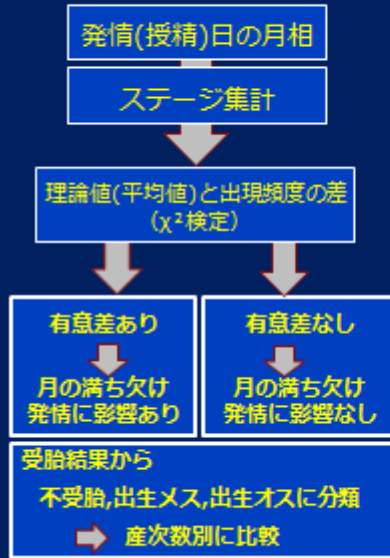 発情(授精)日の月相
ステージ集計
理論値(平均値)と出現頻度の差
(χ²検定)
有意差あり
月の満ち欠け
発情に影響あり
有意差なし
月の満ち欠け
発情に影響なし
受胎結果から
不受胎,出生メス,出生オスに分類
産次数別に比較